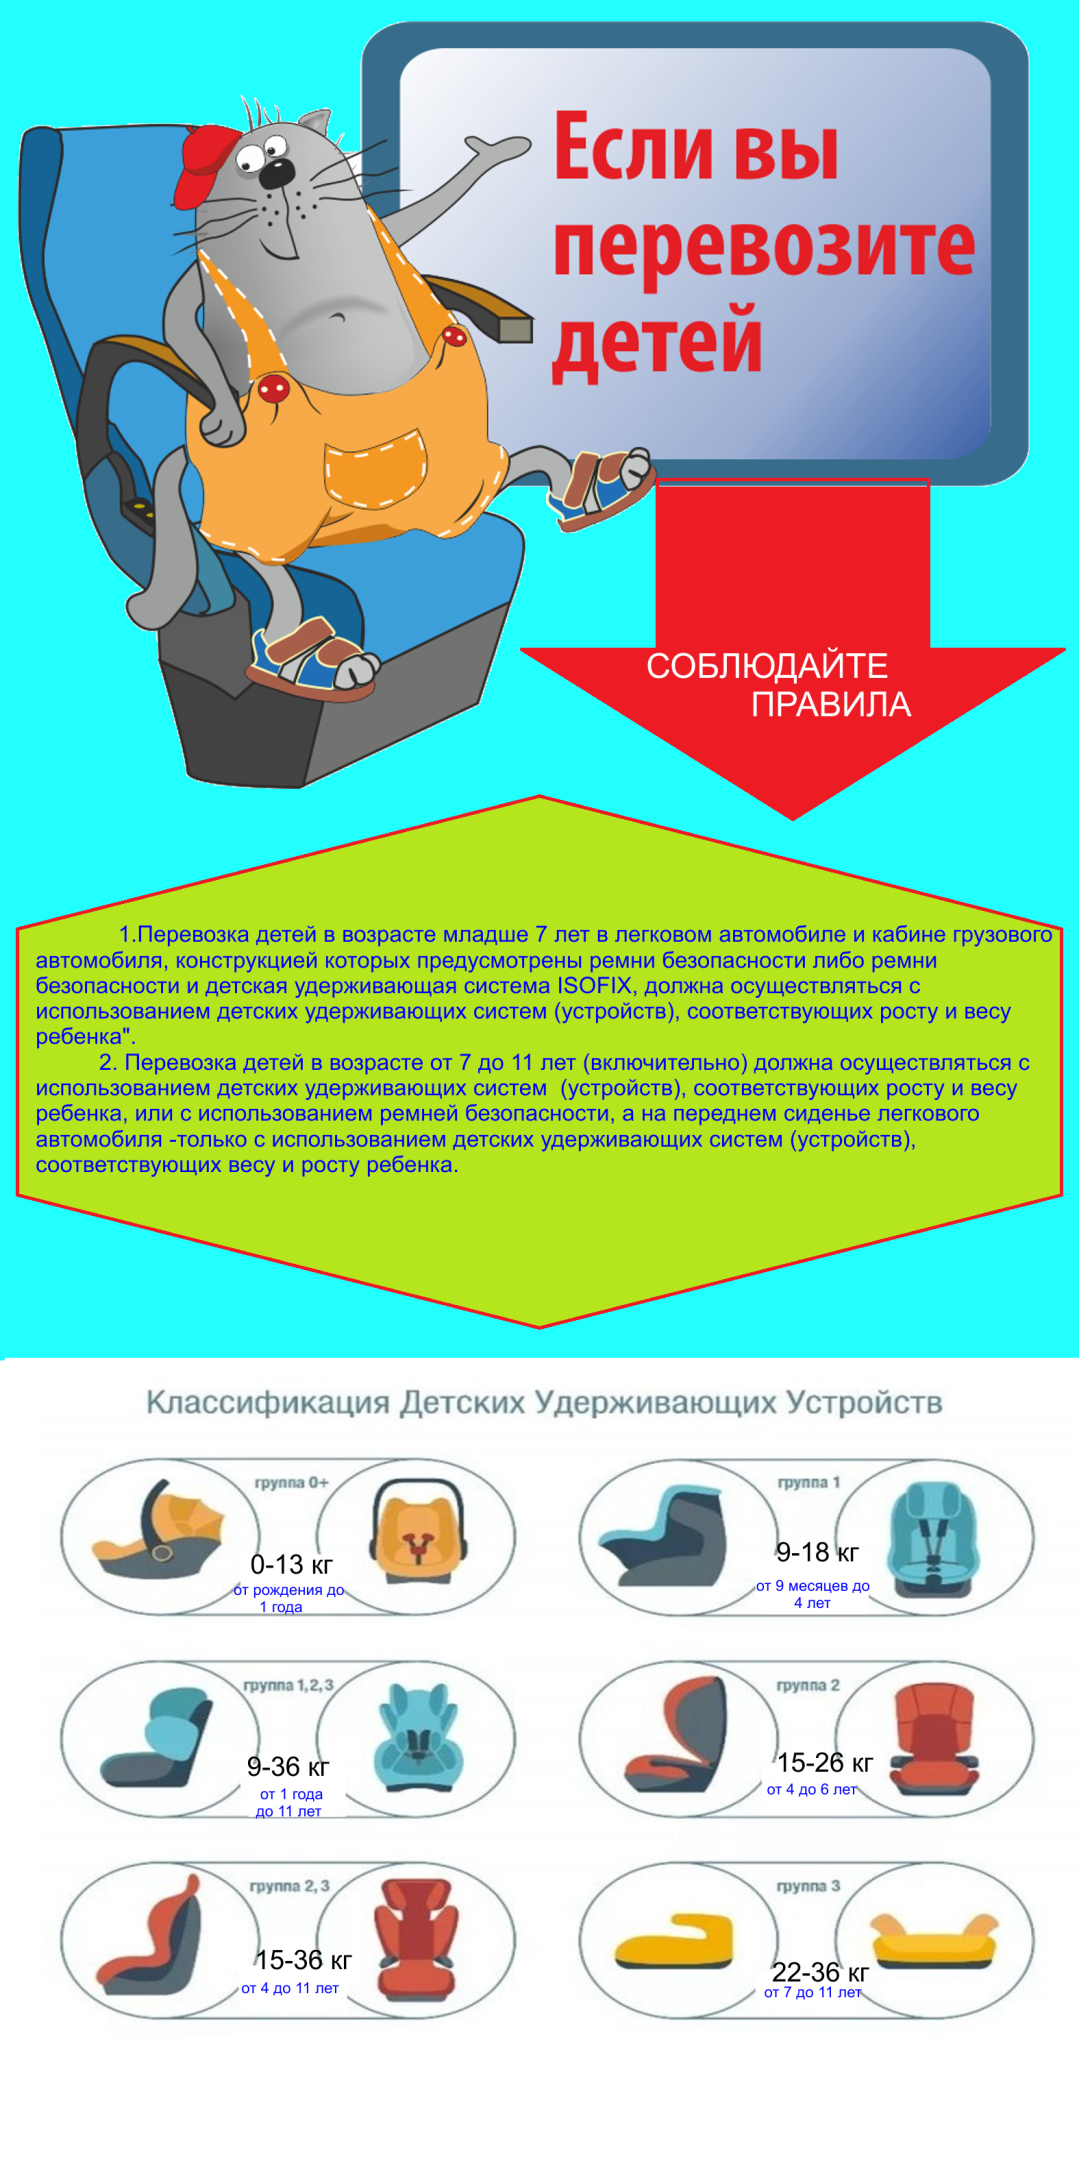 Если вы
перевозите
детей
СОБЛЮДАЙТЕ
ПРАВИЛА
1.Перевозка детей в возрасте младше 7 лет в легковом автомобиле и кабине грузового
автомобиля, конструкцией которых предусмотрены ремни безопасности либо ремни
безопасности и детская удерживающая система ISOFIX, должна осуществляться с
использованием детских удерживающих систем (устройств), соответствующих росту и весу
ребенка".
2. Перевозка детей в возрасте от 7 до 11 лет (включительно) должна осуществляться с
использованием детских удерживающих систем (устройств), соответствующих росту и весу
ребенка, или с использованием ремней безопасности, а на переднем сиденье легкового
автомобиля -только с использованием детских удерживающих систем (устройств),
соответствующих весу и росту ребенка.
Классификация Детских Удерживающих Устройств
группа 0+
0-13 кг
от рождения до
1 года
группа 1
9-18 кг
от 9 месяцев до
4 лет
группа 1,2,3
9-36 кг
от 1 года
до 11 лет
группа 2
15-26 кг
от 4 до 6 лет
группа 2, 3
15-36 кг
от 4 до 11 лет
группа 3
22-36 кг
от 7 до 11 лет